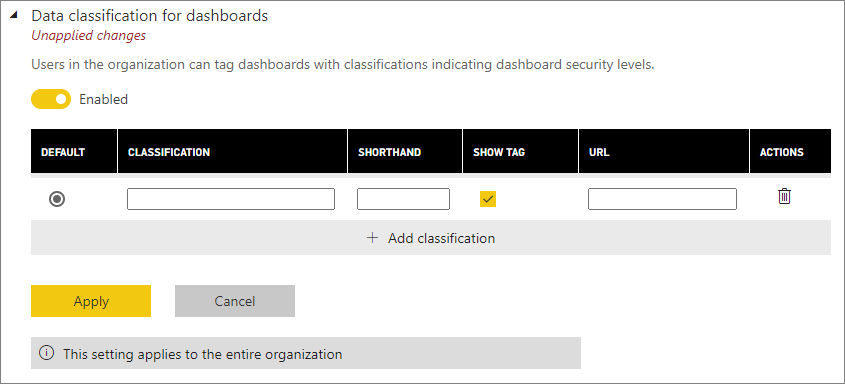 Data classification for dashboards
Unapplied changes
Users in the organization can tag dashboards with classifications indicating dashboard security levels.
Enabled
DEFAULT CLASSIFICATION SHORTHAND SHOW TAG URL ACTIONS
+ Add classification
Apply Cancel
This setting applies to the entire organization